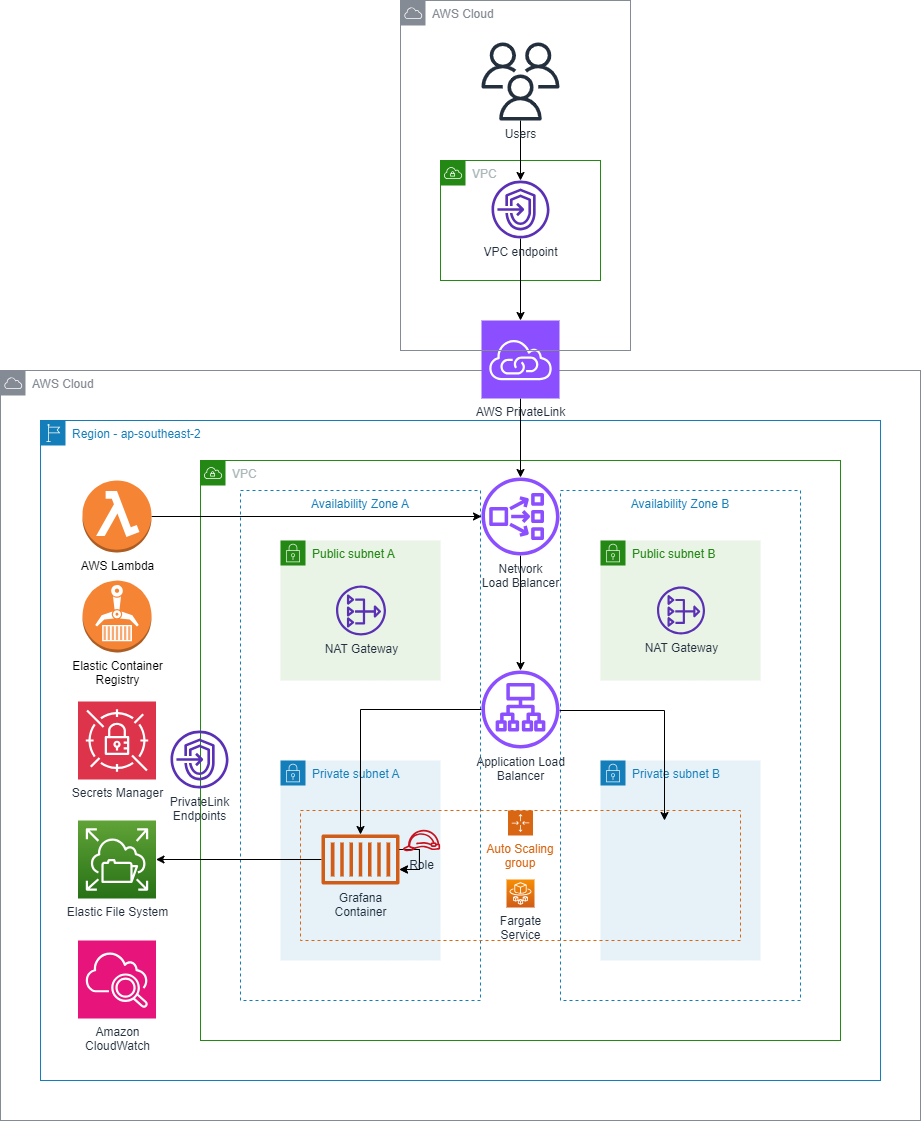 AWS Cloud
Users
VPC
VPC endpoint
AWS PrivateLink
AWS Cloud
Region - ap-southeast-2
VPC
Availability Zone A
Availability Zone B
AWS Lambda
Public subnet A
Public subnet B
Network
Load Balancer
NAT Gateway
NAT Gateway
Elastic Container
Registry
Application Load
Balancer
Private subnet A
Private subnet B
Secrets Manager
PrivateLink
Endpoints
Auto Scaling
group
Role
Grafana
Container
Elastic File System
Fargate
Service
Amazon
CloudWatch